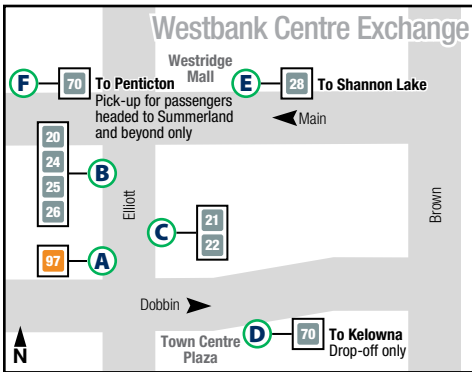 Westbank Centre Exchange
Westridge
Mall
F
70
To Penticton
Pick-up for passengers
headed to Summerland
and beyond only
E
28
To Shannon Lake
Main
20
24
25
26
B
Elliott
C
21
22
Brown
97
A
Dobbin
Town Centre
Plaza
D
70
To Kelowna
Drop-off only
N